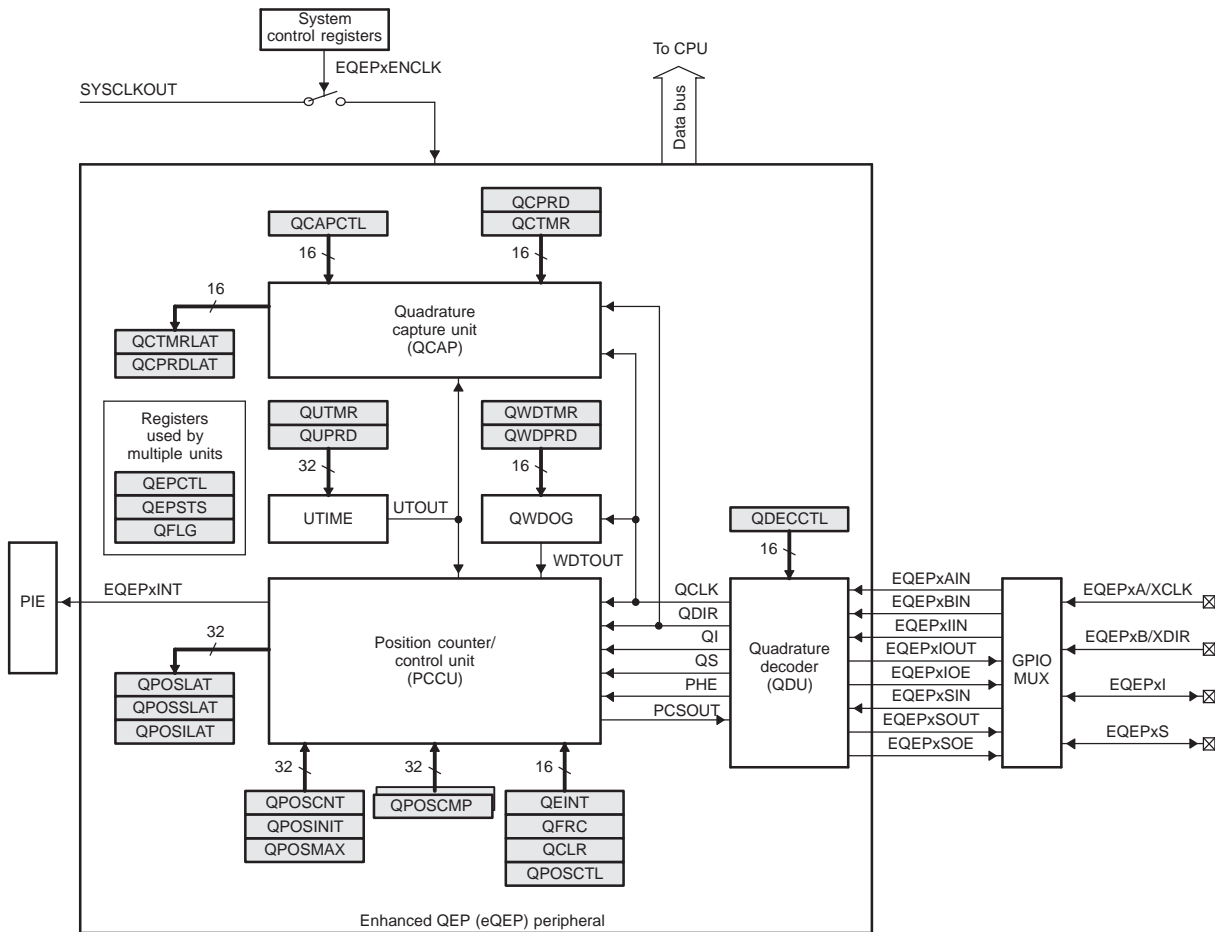 System
control registers
To CPU
EQEPxENCLK
SYSCLKOUT
Data bus
QCPRD
QCAPCTL
QCTMR
16
16
16
Quadrature
capture unit
(QCAP)
QCTMRLAT
QCPRDLAT
Registers
used by
multiple units
QEPCTL
QEPSTS
QFLG
QUTMR
QUPRD
32
QWDTMR
QWDPRD
16
UTIME
UTOUT
QWDOG
WDTOUT
QDECCTL
16
PIE
EQEPxINT
32
Position counter/
control unit
(PCCU)
QCLK
QDIR
QI
QS
PHE
PCSOUT
Quadrature
decoder
(QDU)
EQEPxAIN
EQEPxBIN
EQEPxIIN
EQEPxIOUT
EQEPxIOE
EQEPxSIN
EQEPxSOUT
EQEPxSOE
GPIO
MUX
EQEPxA/XCLK
EQEPxB/XDIR
EQEPxI
EQEPxS
QPOSLAT
QPOSSLAT
QPOSILAT
32
32
16
QPOSCNT
QPOSINIT
QPOSMAX
QPOSCMP
QEINT
QFRC
QCLR
QPOSCTL
Enhanced QEP (eQEP) peripheral